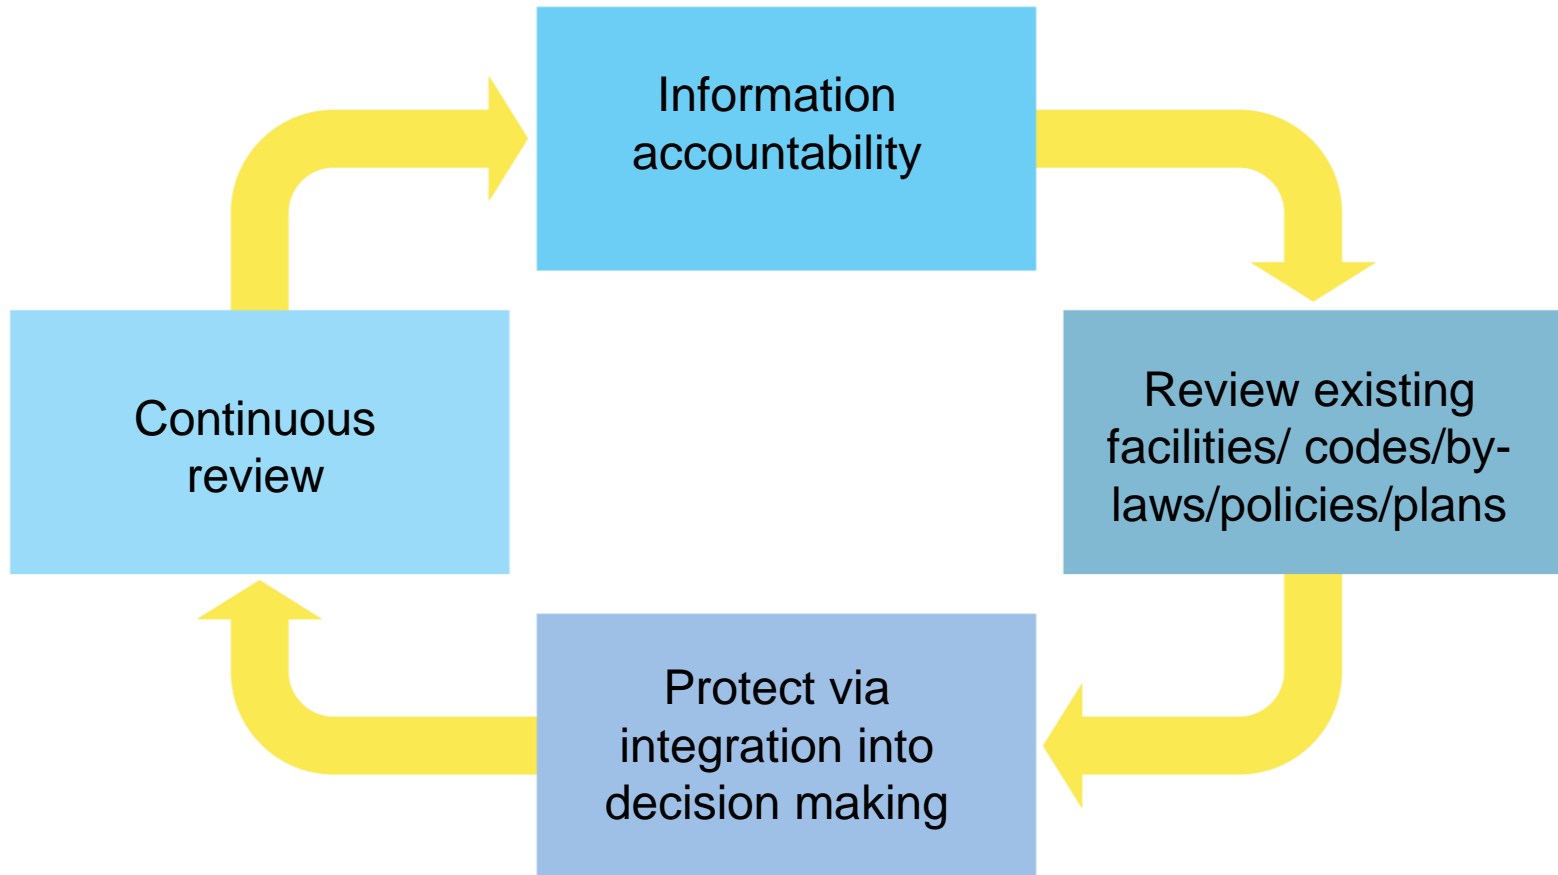 Information
accountability
Continuous
review
Review existing
facilities/ codes/by-
laws/policies/plans
Protect via
integration into
decision making